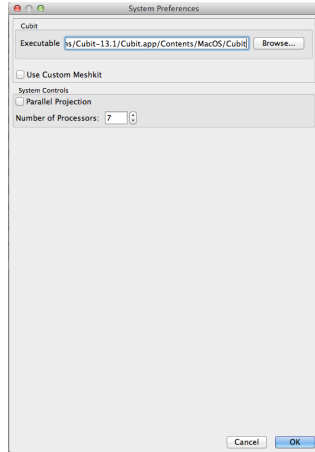 System Preferences
Cubit
Executable ns/Cubit-13.1/Cubit.app/Contents/MacOS/Cubit Browse...
Use Custom Meshkit
System Controls
Parallel Projection
Number of Processors: 7
Cancel OK